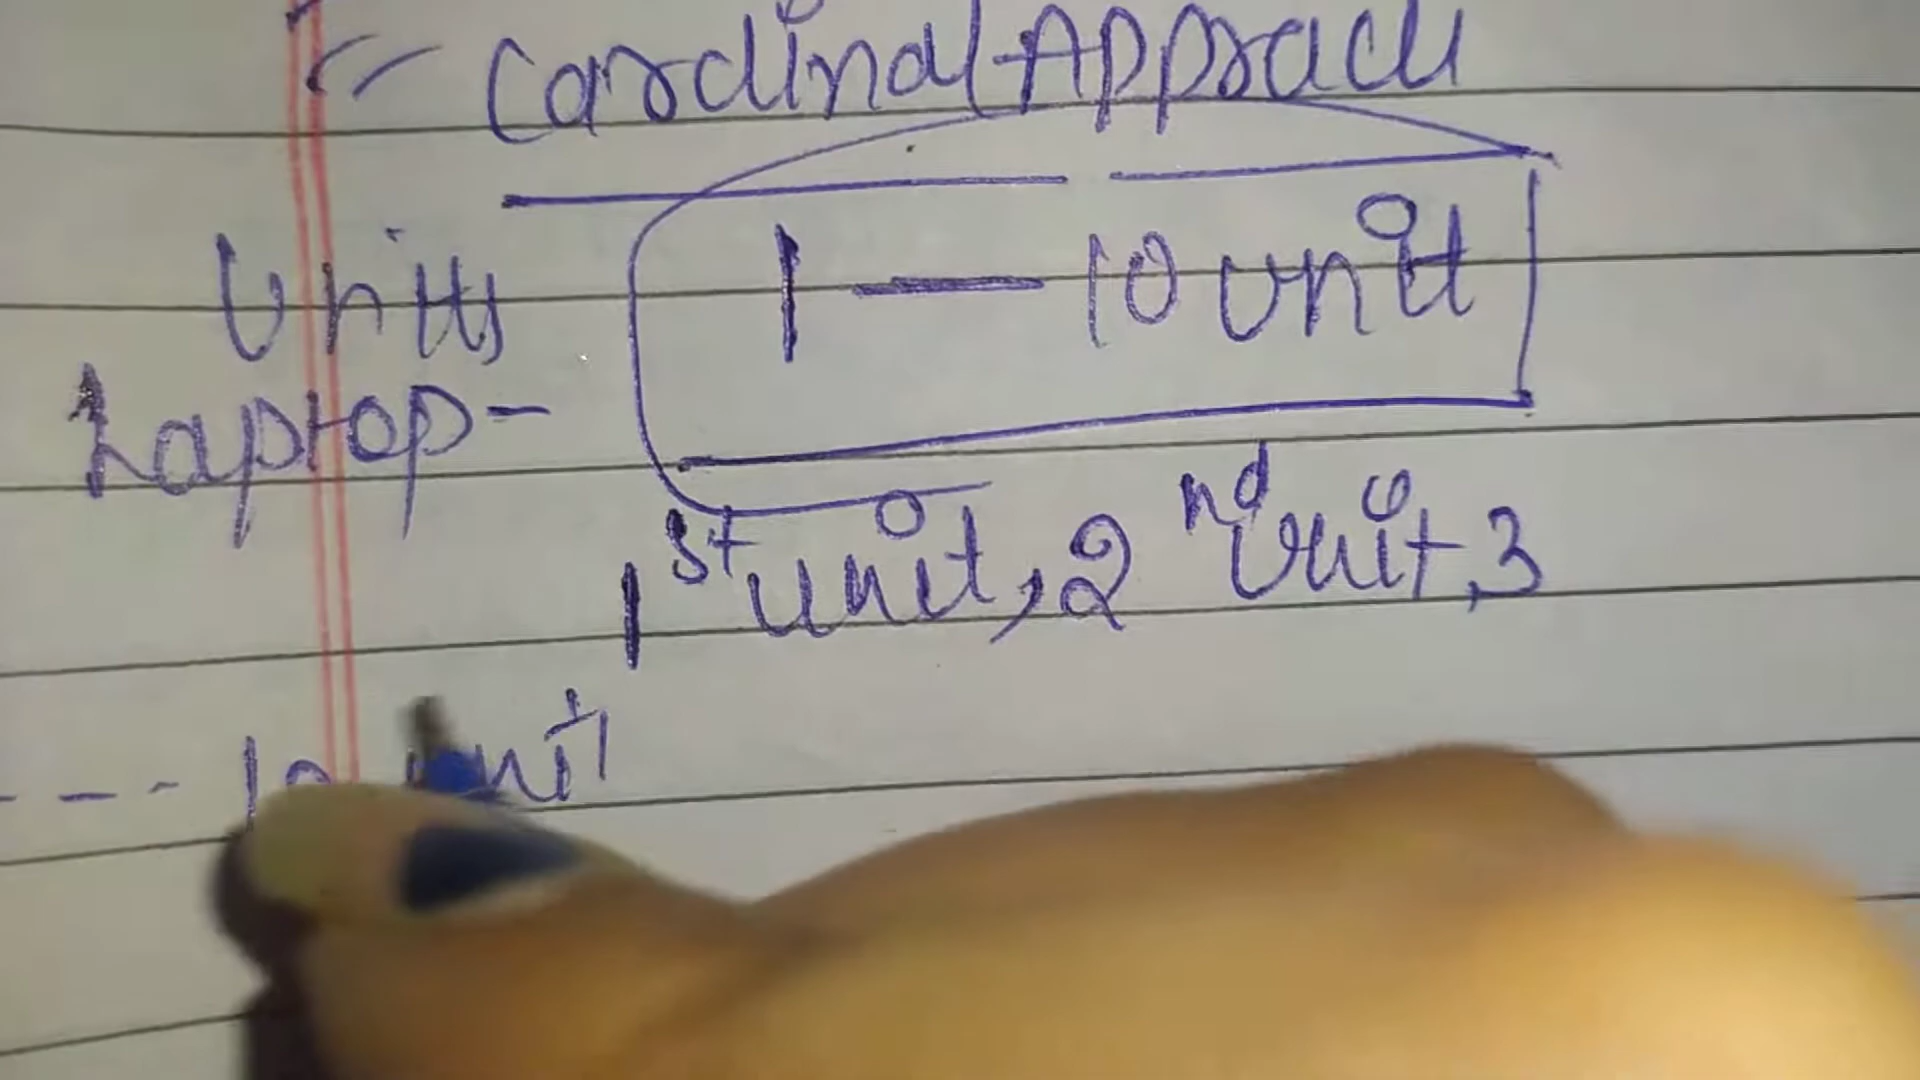 Cardinal Approach
Units 1 — 10 unit
Laptop-
1st unit, 2nd Unit, 3
- - - 10 unit